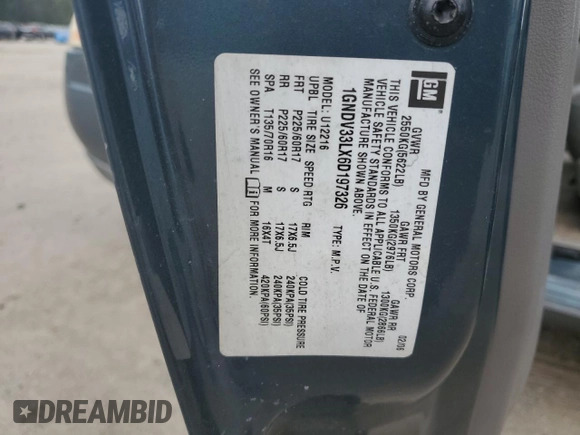 GM
MFD BY GENERAL MOTORS CORP.
02/06
GVWR GAWR FRT GAWR RR
2550KG(5622LB) 1350KG(2976LB) 1300KG(2866LB)
THIS VEHICLE CONFORMS TO ALL APPLICABLE U.S. FEDERAL MOTOR
VEHICLE SAFETY STANDARDS IN EFFECT ON THE DATE OF
MANUFACTURE SHOWN ABOVE.
1GNDV33LX6D197326 TYPE: M.P.V.
MODEL: U12216
UPBL TIRE SIZE SPEED RTG RIM COLD TIRE PRESSURE
FRT P225/60R17 S 17X6.5J 240KPA(35PSI)
RR P225/60R17 S 17X6.5J 240KPA(35PSI)
SPA T135/70R16 M 16X4T 420KPA(60PSI)
SEE OWNER'S MANUAL FOR MORE INFORMATION.
DREAMBID